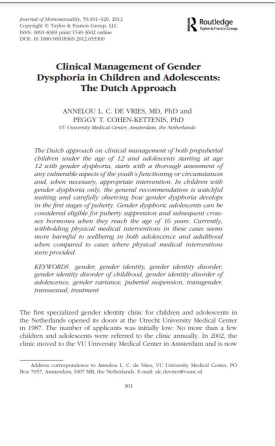 Journal of Homosexuality, 59:301–320, 2012
Copyright © Taylor & Francis Group, LLC
ISSN: 0091-8369 print/1540-3602 online
DOI: 10.1080/00918369.2012.653300
Routledge
Taylor & Francis Group
Clinical Management of Gender
Dysphoria in Children and Adolescents:
The Dutch Approach
ANNELOU L. C. DE VRIES, MD, PhD and
PEGGY T. COHEN-KETTENIS, PhD
VU University Medical Center, Amsterdam, the Netherlands
The Dutch approach on clinical management of both prepubertal
children under the age of 12 and adolescents starting at age
12 with gender dysphoria, starts with a thorough assessment of
any vulnerable aspects of the youth's functioning or circumstances
and, when necessary, appropriate intervention. In children with
gender dysphoria only, the general recommendation is watchful
waiting and carefully observing how gender dysphoria develops
in the first stages of puberty. Gender dysphoric adolescents can be
considered eligible for puberty suppression and subsequent cross-
sex hormones when they reach the age of 16 years. Currently,
withholding physical medical interventions in these cases seems
more harmful to wellbeing in both adolescence and adulthood
when compared to cases where physical medical interventions
were provided.
KEYWORDS gender, gender identity, gender identity disorder,
gender identity disorder of childhood, gender identity disorder of
adolescence, gender variance, pubertal suspension, transgender,
transsexual, treatment
The first specialized gender identity clinic for children and adolescents in
the Netherlands opened its doors at the Utrecht University Medical Center
in 1987. The number of applicants was initially low: No more than a few
children and adolescents were referred to the clinic annually. In 2002, the
clinic moved to the VU University Medical Center in Amsterdam and is now
Address correspondence to Annelou L. C. de Vries, VU University Medical Center, PO
Box 7057, Amsterdam, 1007 MB, the Netherlands. E-mail: alc.devries@vumc.nl
301